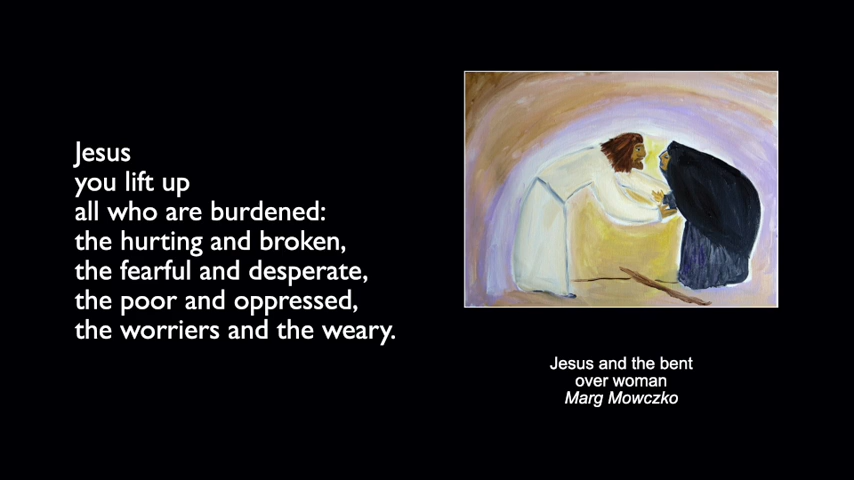 Jesus
you lift up
all who are burdened:
the hurting and broken,
the fearful and desperate,
the poor and oppressed,
the worriers and the weary.
Jesus and the bent
over woman
Marg Mowczko